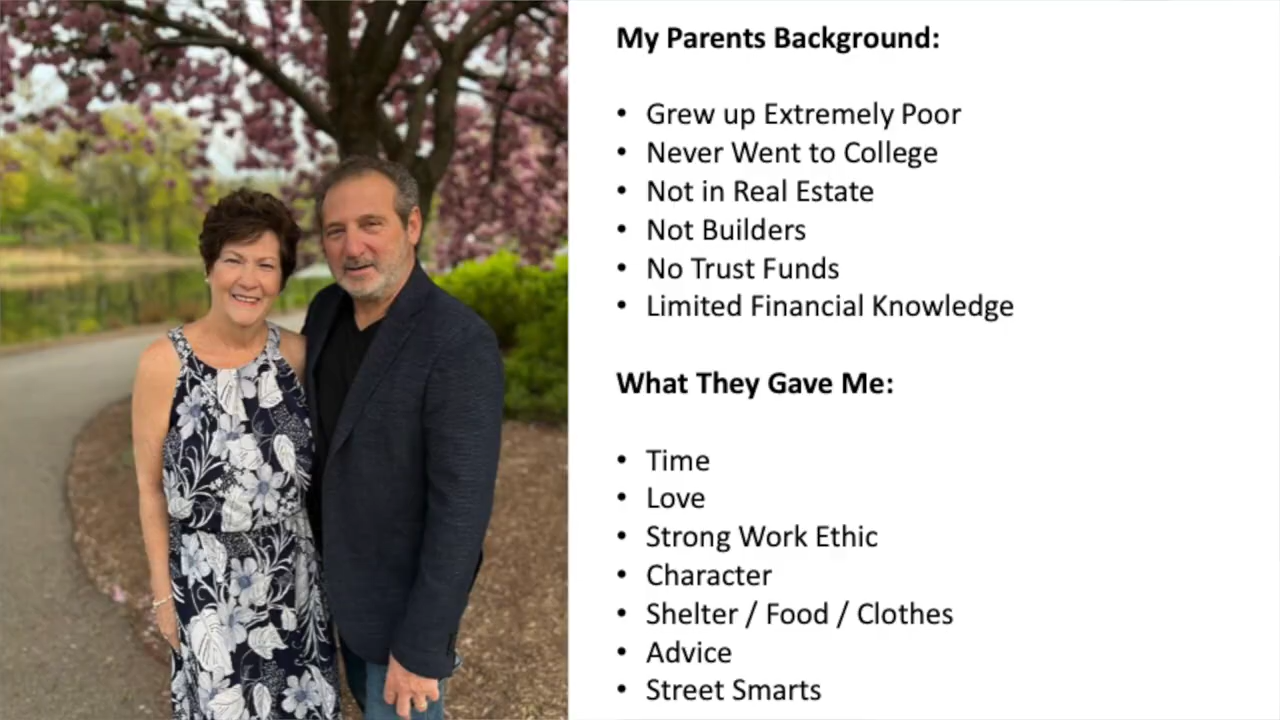 My Parents Background:
• Grew up Extremely Poor
• Never Went to College
• Not in Real Estate
• Not Builders
• No Trust Funds
• Limited Financial Knowledge
What They Gave Me:
• Time
• Love
• Strong Work Ethic
• Character
• Shelter / Food / Clothes
• Advice
• Street Smarts